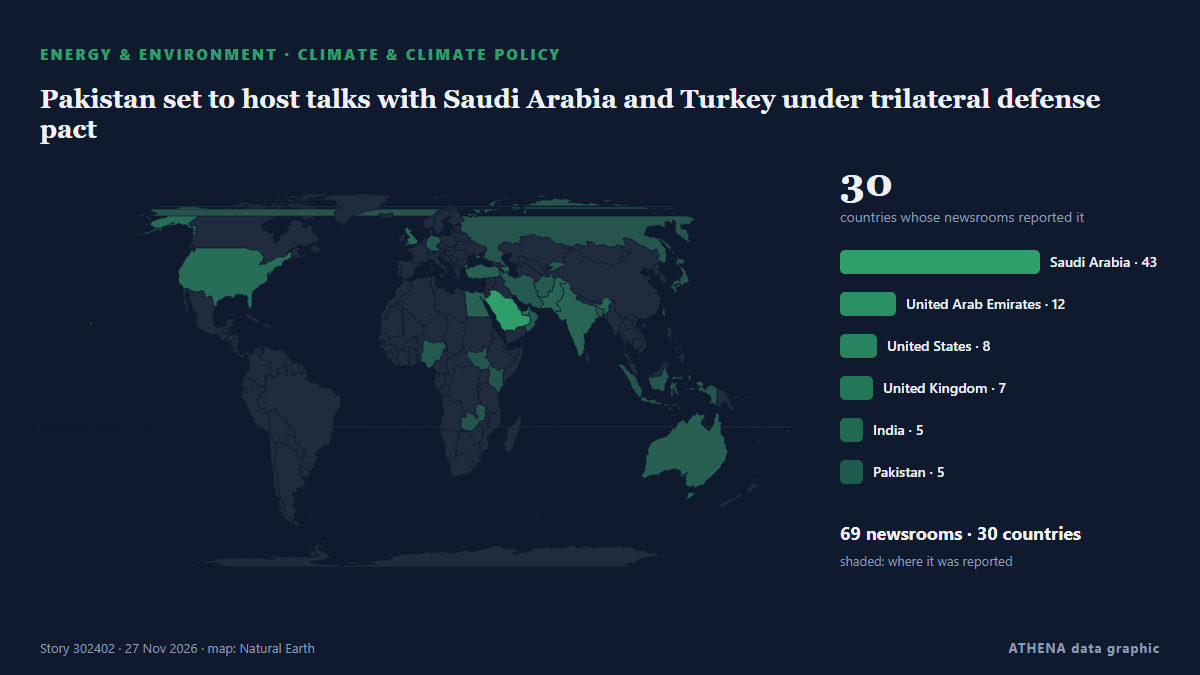 ENERGY & ENVIRONMENT · CLIMATE & CLIMATE POLICY
Pakistan set to host talks with Saudi Arabia and Turkey under trilateral defense
pact
30
countries whose newsrooms reported it
Saudi Arabia · 43
United Arab Emirates · 12
United States · 8
United Kingdom · 7
India · 5
Pakistan · 5
69 newsrooms · 30 countries
shaded: where it was reported
Story 302402 · 27 Nov 2026 · map: Natural Earth
ATHENA data graphic